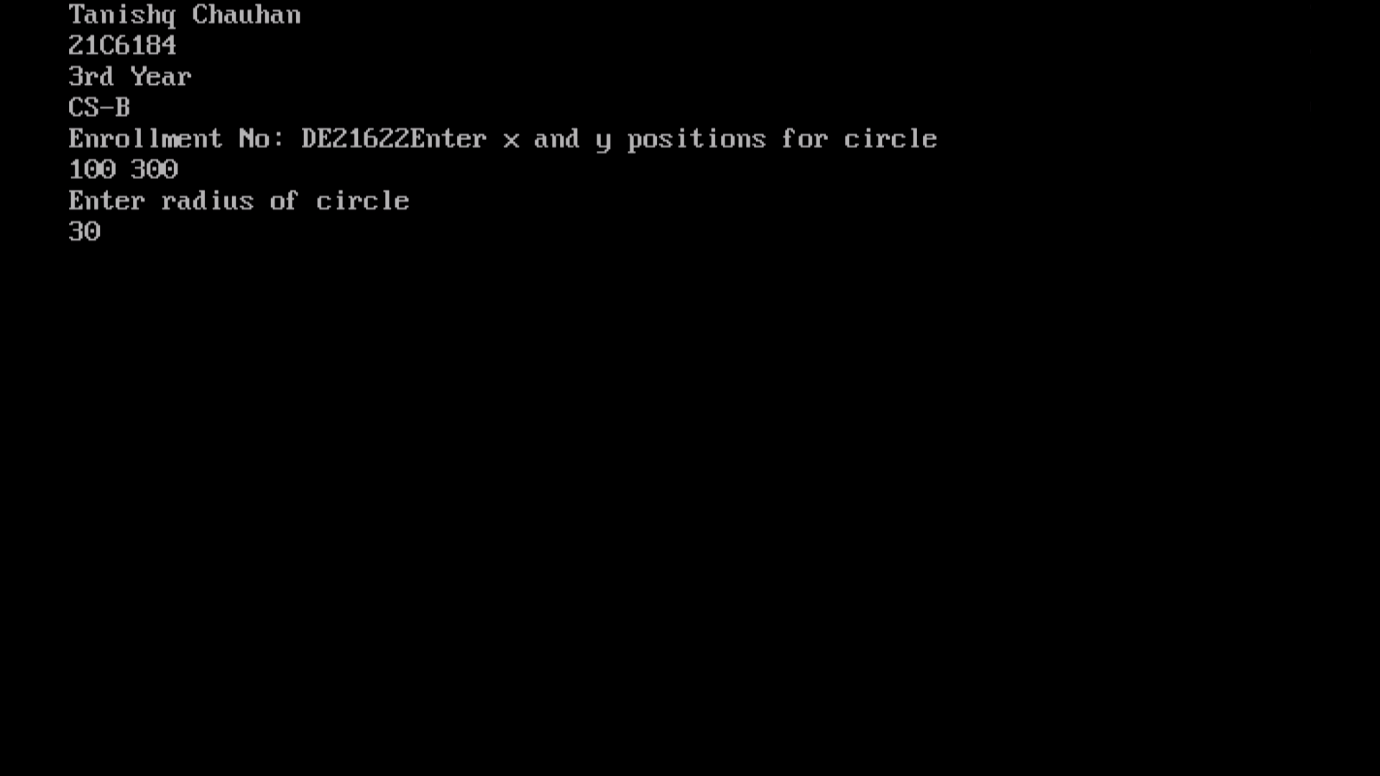 Tanishq Chauhan
21C6184
3rd Year
CS-B
Enrollment No: DE21622Enter x and y positions for circle
100 300
Enter radius of circle
30